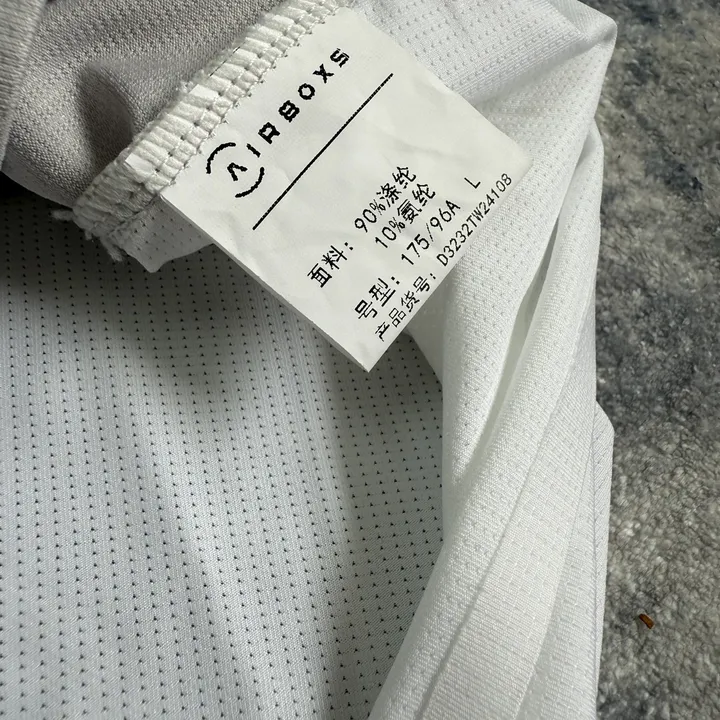 AIRBOXS
面料：90%涤纶
10%氨纶
号型：175/96A L
产品货号：D3232TW24108